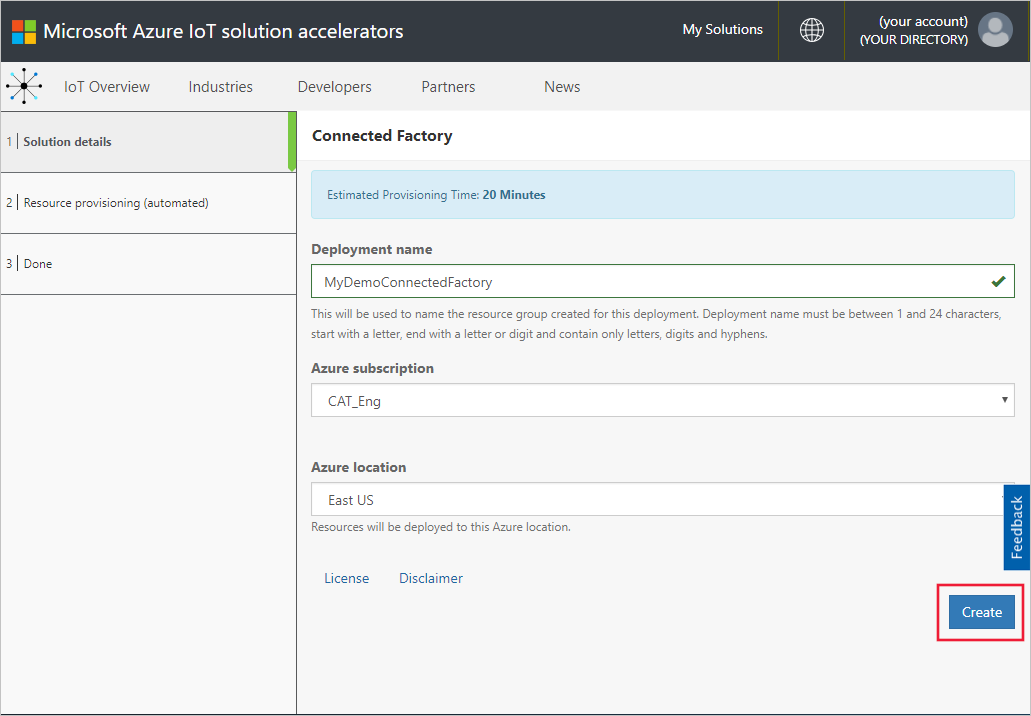 Microsoft Azure IoT solution accelerators
My Solutions
(your account)
(YOUR DIRECTORY)
IoT Overview
Industries
Developers
Partners
News
1 | Solution details
2 | Resource provisioning (automated)
3 | Done
Connected Factory
Estimated Provisioning Time: 20 Minutes
Deployment name
MyDemoConnectedFactory
This will be used to name the resource group created for this deployment. Deployment name must be between 1 and 24 characters,
start with a letter, end with a letter or digit and contain only letters, digits and hyphens.
Azure subscription
CAT_Eng
Azure location
East US
Resources will be deployed to this Azure location.
Feedback
License
Disclaimer
Create